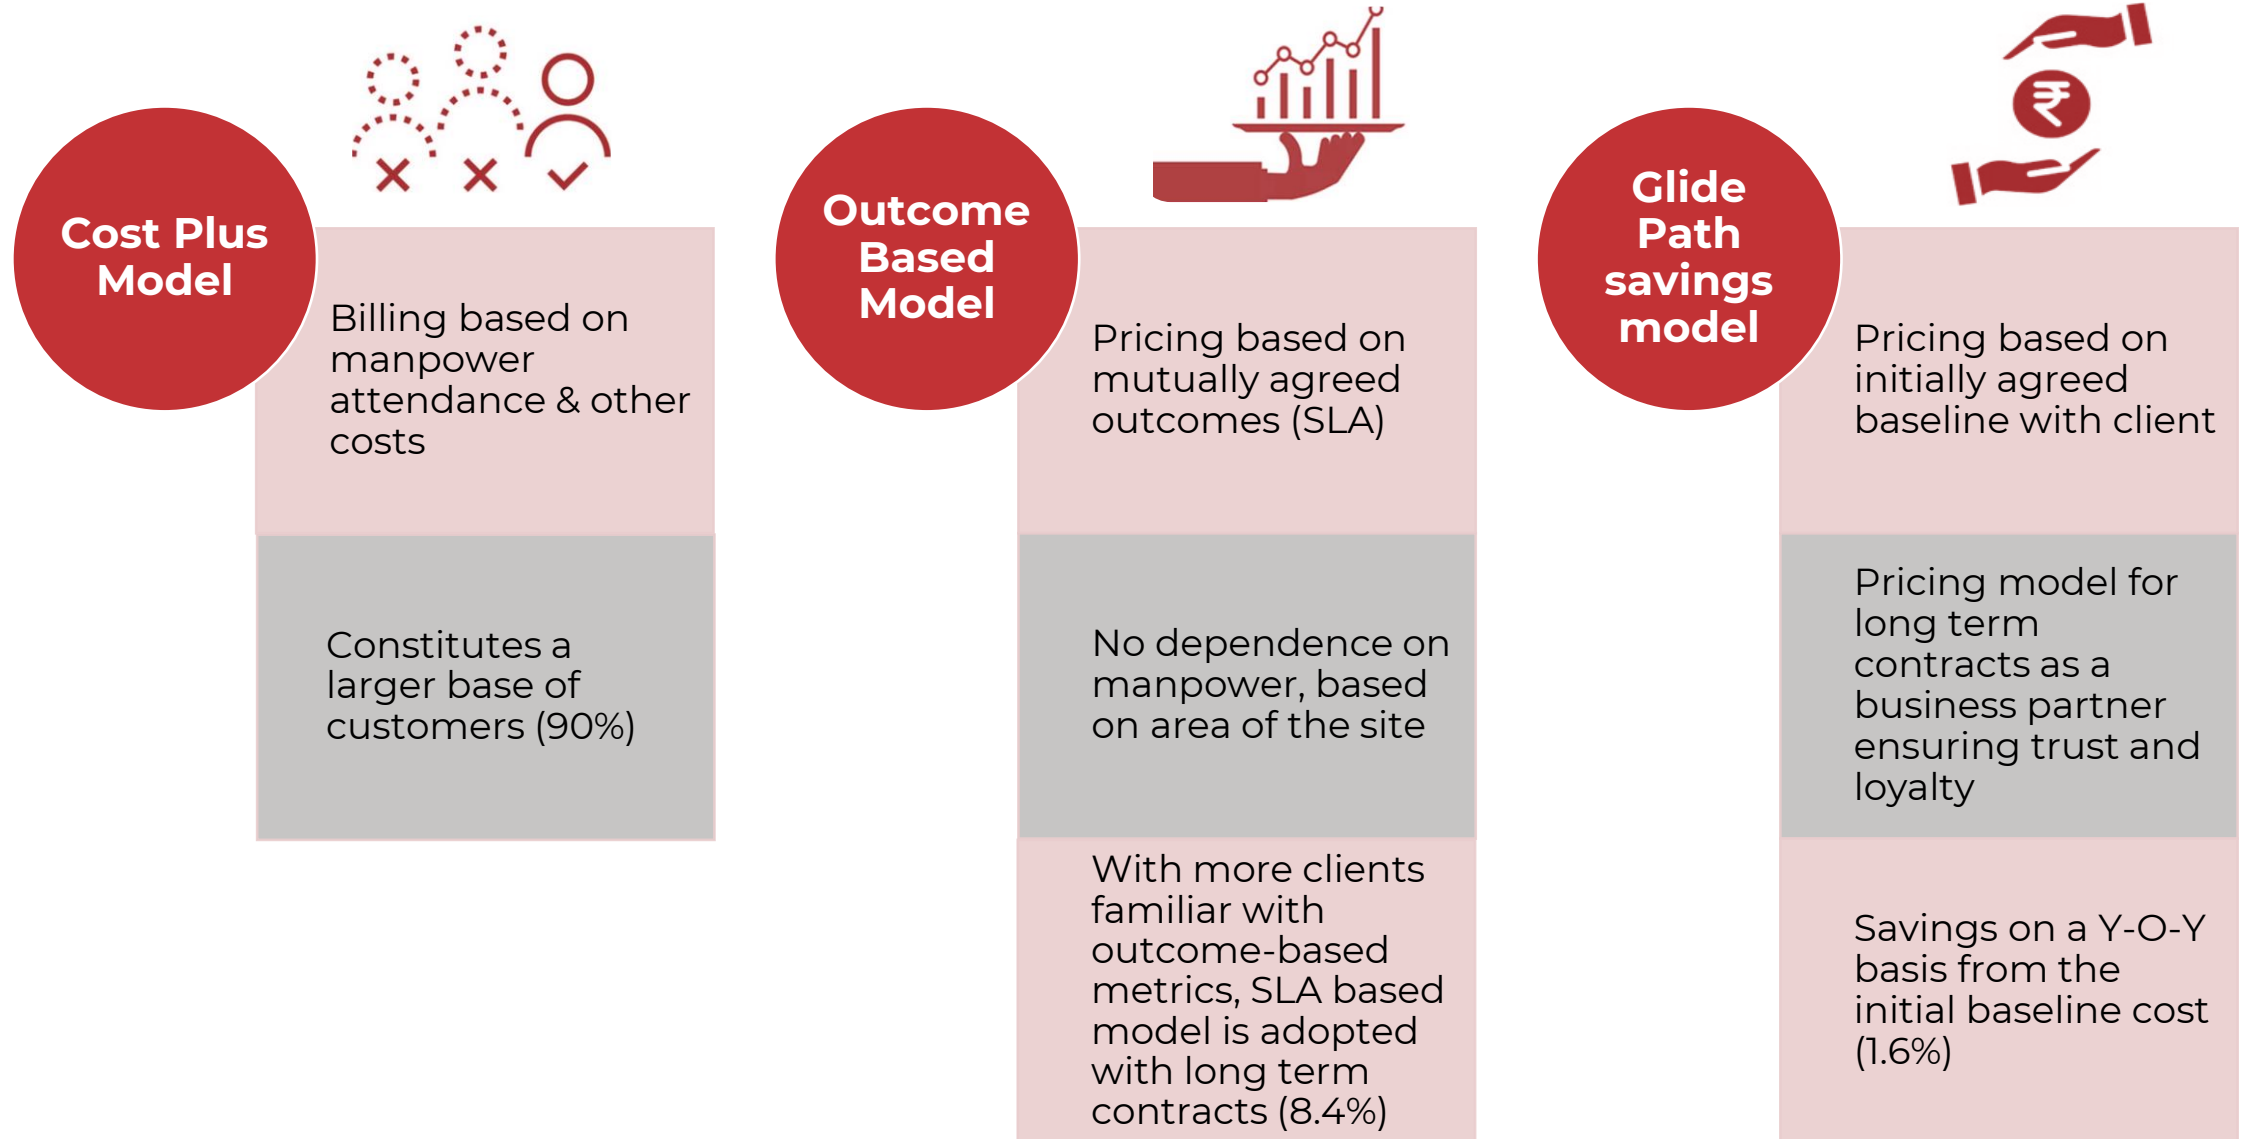 Cost Plus
Model
Billing based on
manpower
attendance & other
costs
Constitutes a
larger base of
customers (90%)
Outcome
Based
Model
Pricing based on
mutually agreed
outcomes (SLA)
No dependence on
manpower, based
on area of the site
With more clients
familiar with
outcome-based
metrics, SLA based
model is adopted
with long term
contracts (8.4%)
₹
Glide
Path
savings
model
Pricing based on
initially agreed
baseline with client
Pricing model for
long term
contracts as a
business partner
ensuring trust and
loyalty
Savings on a Y-O-Y
basis from the
initial baseline cost
(1.6%)